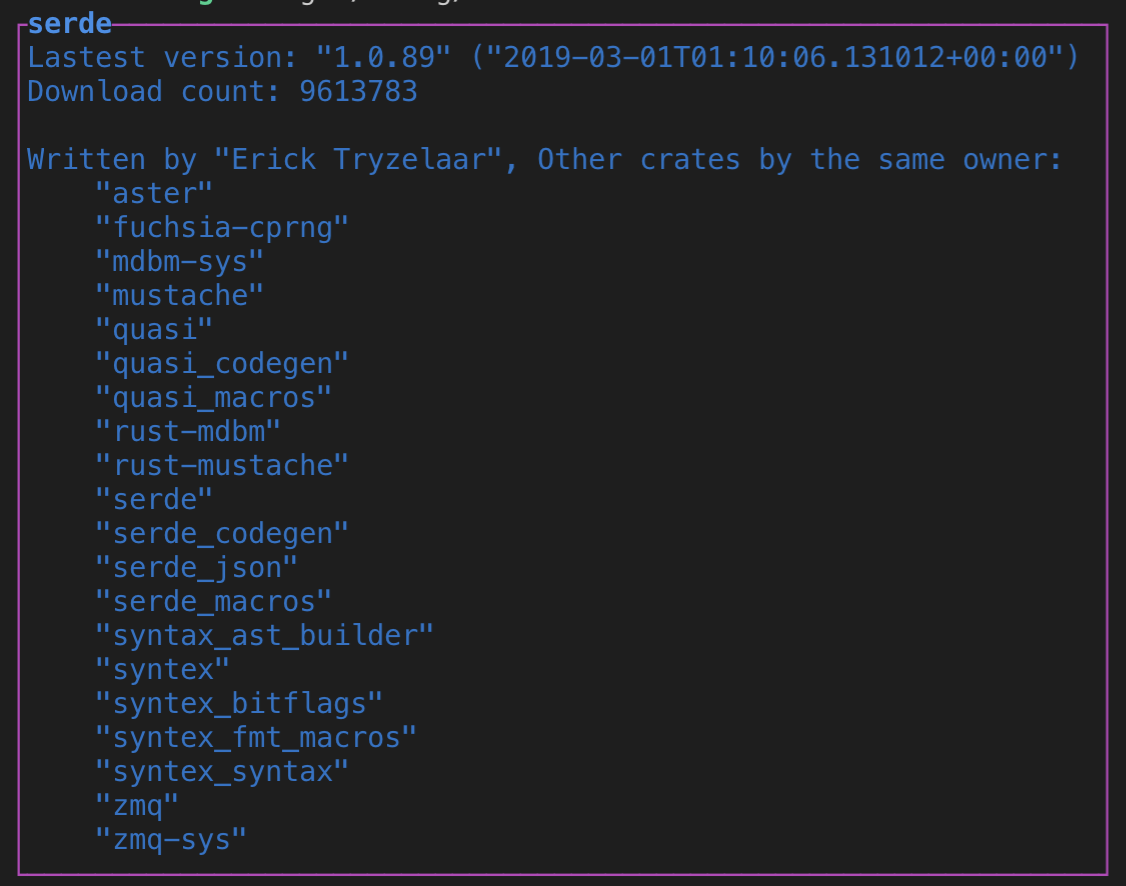 serde
Lastest version: "1.0.89" ("2019-03-01T01:10:06.131012+00:00")
Download count: 9613783
Written by "Erick Tryzelaar", Other crates by the same owner:
"aster"
"fuchsia-cprng"
"mdbm-sys"
"mustache"
"quasi"
"quasi_codegen"
"quasi_macros"
"rust-mdbm"
"rust-mustache"
"serde"
"serde_codegen"
"serde_json"
"serde_macros"
"syntax_ast_builder"
"syntex"
"syntex_bitflags"
"syntex_fmt_macros"
"syntex_syntax"
"zmq"
"zmq-sys"